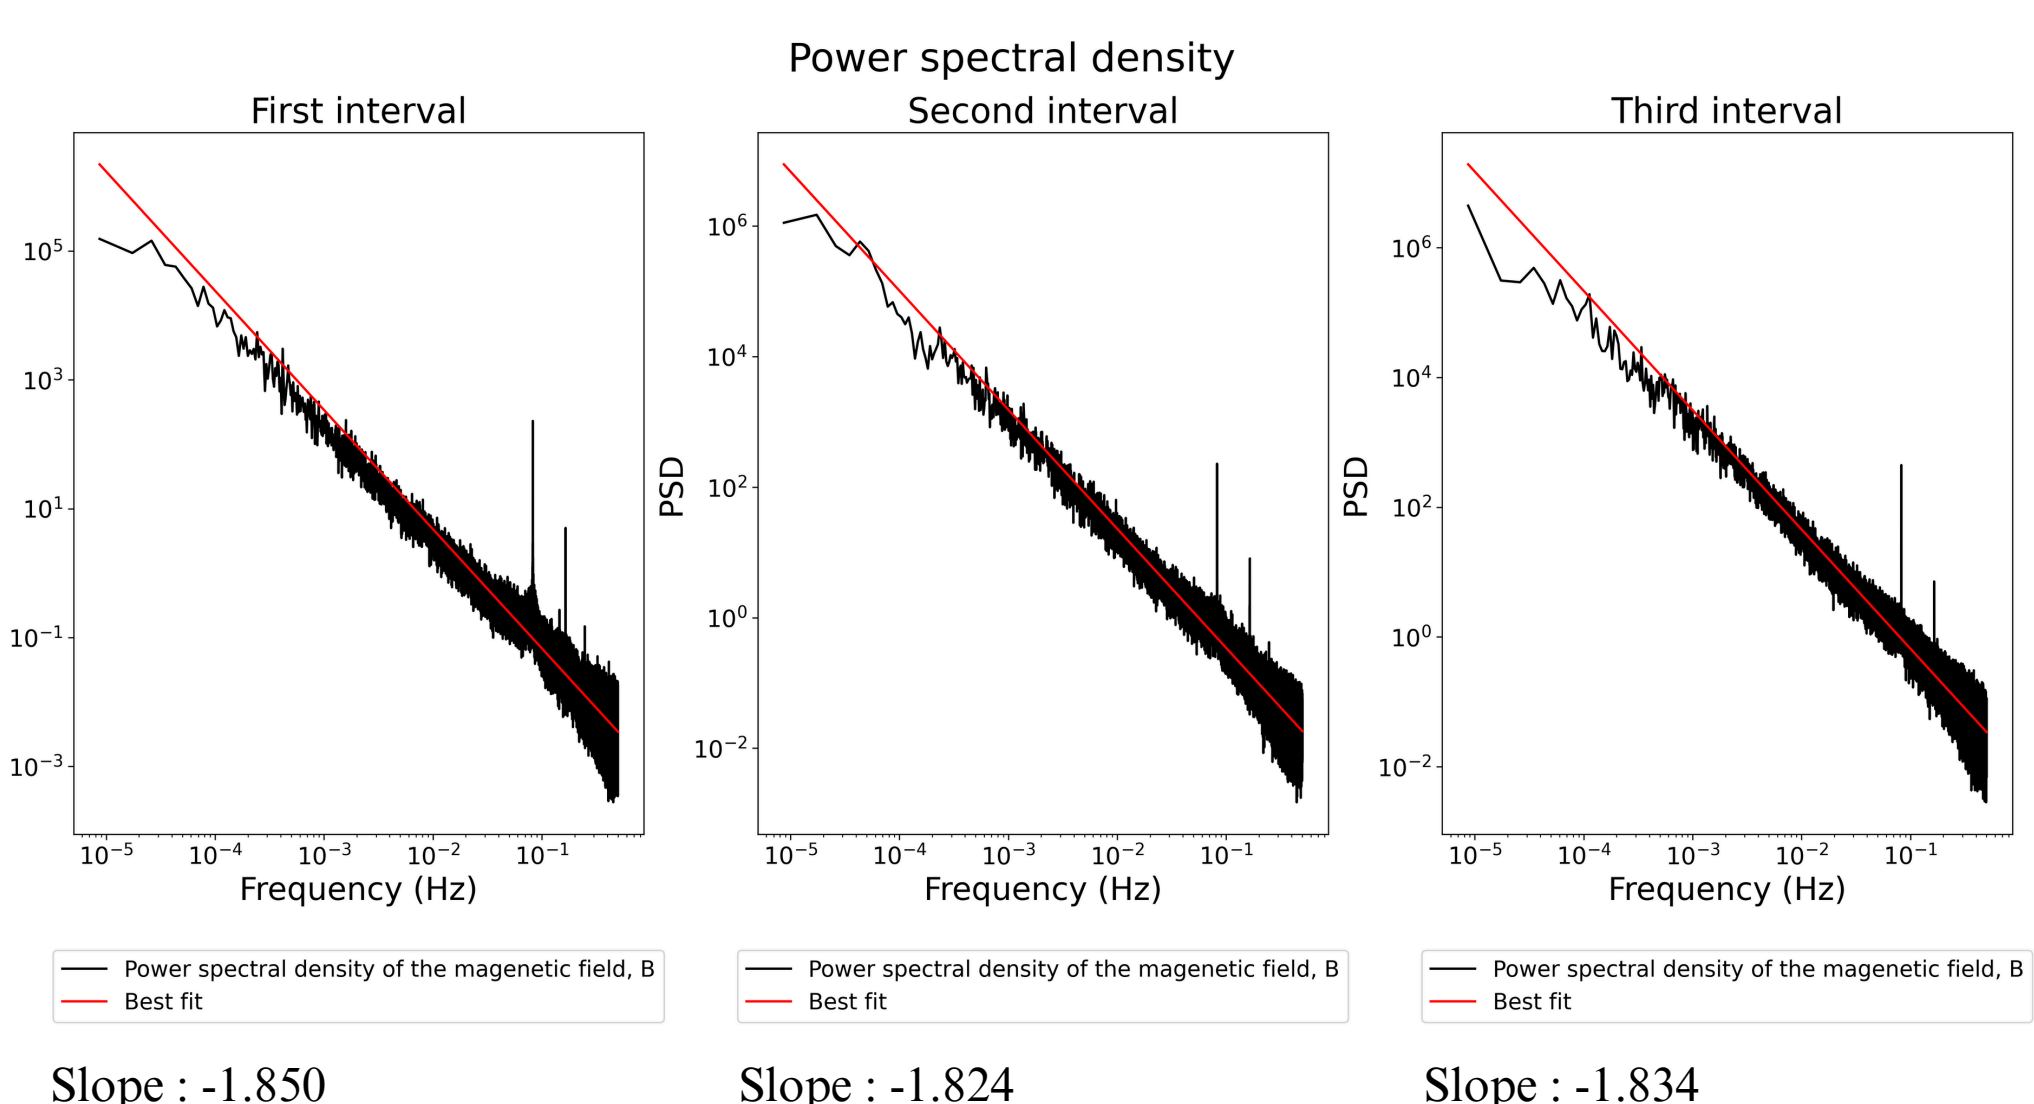 Power spectral density
First interval
Second interval
Third interval
10⁵
10³
10¹
10⁻¹
10⁻³
10⁻⁵ 10⁻⁴ 10⁻³ 10⁻² 10⁻¹
Frequency (Hz)
PSD
10⁶
10⁴
10²
10⁰
10⁻²
10⁻⁵ 10⁻⁴ 10⁻³ 10⁻² 10⁻¹
Frequency (Hz)
PSD
10⁶
10⁴
10²
10⁰
10⁻²
10⁻⁵ 10⁻⁴ 10⁻³ 10⁻² 10⁻¹
Frequency (Hz)
Power spectral density of the magenetic field, B
Best fit
Power spectral density of the magenetic field, B
Best fit
Power spectral density of the magenetic field, B
Best fit
Slope : -1.850
Slope : -1.824
Slope : -1.834